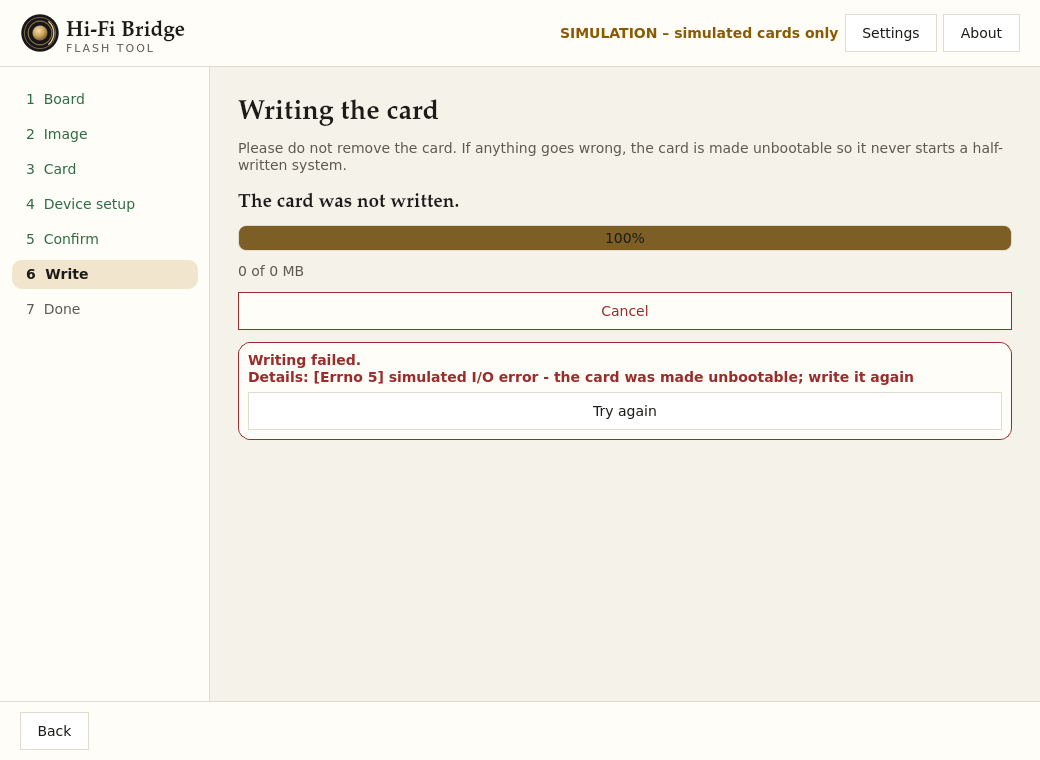 Hi-Fi Bridge
FLASH TOOL
SIMULATION – simulated cards only
Settings
About
1 Board
2 Image
3 Card
4 Device setup
5 Confirm
6 Write
7 Done
Writing the card
Please do not remove the card. If anything goes wrong, the card is made unbootable so it never starts a half-
written system.
The card was not written.
100%
0 of 0 MB
Cancel
Writing failed.
Details: [Errno 5] simulated I/O error - the card was made unbootable; write it again
Try again
Back